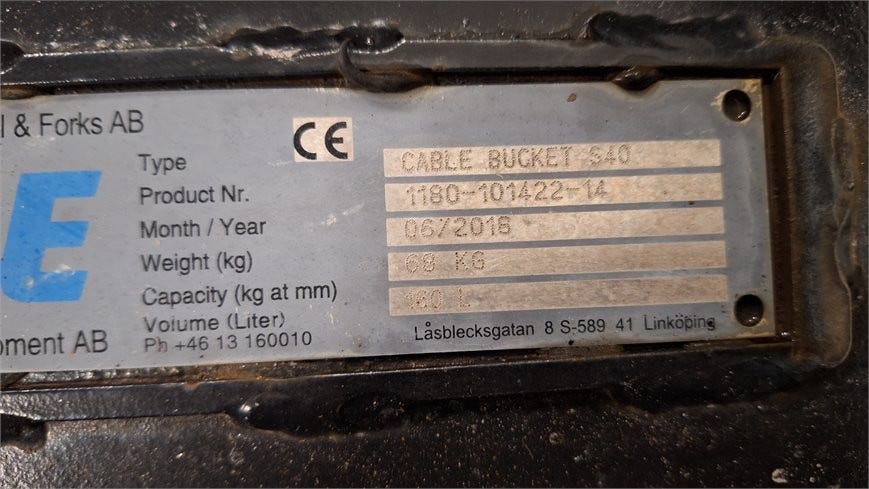 l & Forks AB
CE
E
Type CABLE BUCKET S40
Product Nr. 1180-101422-14
Month / Year 06/2018
Weight (kg) 68 KG
Capacity (kg at mm) 160 L
Volume (Liter)
Ph +46 13 160010
Låsblecksgatan 8 S-589 41 Linköping
pment AB